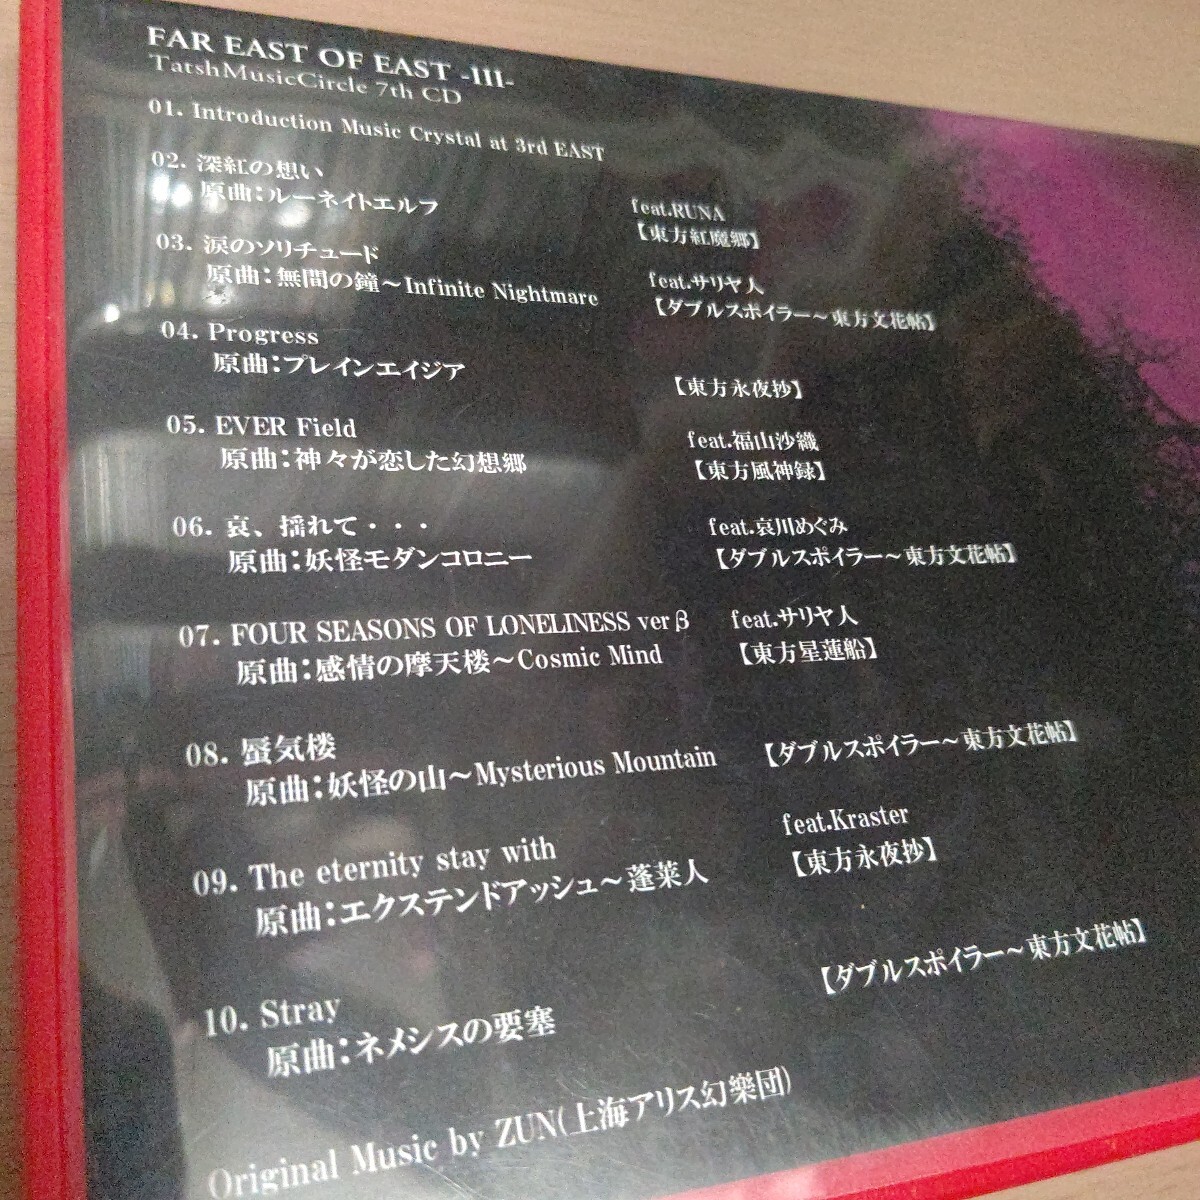 FAR EAST OF EAST -III-
TatshMusicCircle 7th CD
01. Introduction Music Crystal at 3rd EAST
02. 深紅の想い feat.RUNA
原曲：ルーネイトエルフ 【東方紅魔郷】
03. 涙のソリチュード feat.サリヤ人
原曲：無間の鐘～Infinite Nightmare 【ダブルスポイラー～東方文花帖】
04. Progress
原曲：プレインエイジア 【東方永夜抄】
05. EVER Field feat.福山沙織
原曲：神々が恋した幻想郷 【東方風神録】
06. 哀、揺れて・・・ feat.哀川めぐみ
原曲：妖怪モダンコロニー 【ダブルスポイラー～東方文花帖】
07. FOUR SEASONS OF LONELINESS ver β feat.サリヤ人
原曲：感情の摩天楼～Cosmic Mind 【東方星蓮船】
08. 蜃気楼
原曲：妖怪の山～Mysterious Mountain 【ダブルスポイラー～東方文花帖】
09. The eternity stay with feat.Kraster
原曲：エクステンドアッシュ～蓬莱人 【東方永夜抄】
10. Stray
原曲：ネメシスの要塞 【ダブルスポイラー～東方文花帖】
Original Music by ZUN(上海アリス幻樂団)